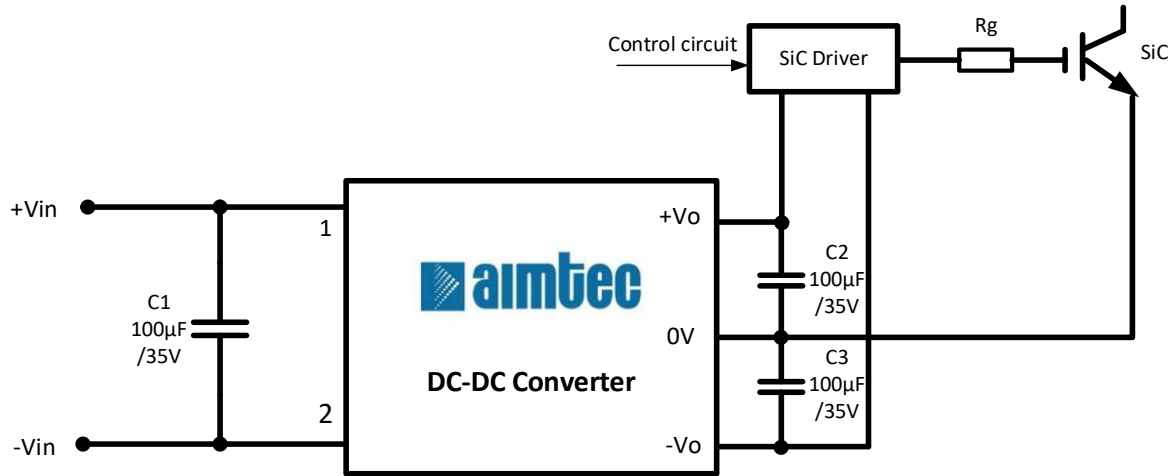 Control circuit
SiC Driver
Rg
SiC
+Vin
1
+Vo
C2
100µF
/35V
C1
100µF
/35V
aimtec
0V
DC-DC Converter
C3
100µF
/35V
2
-Vin
-Vo